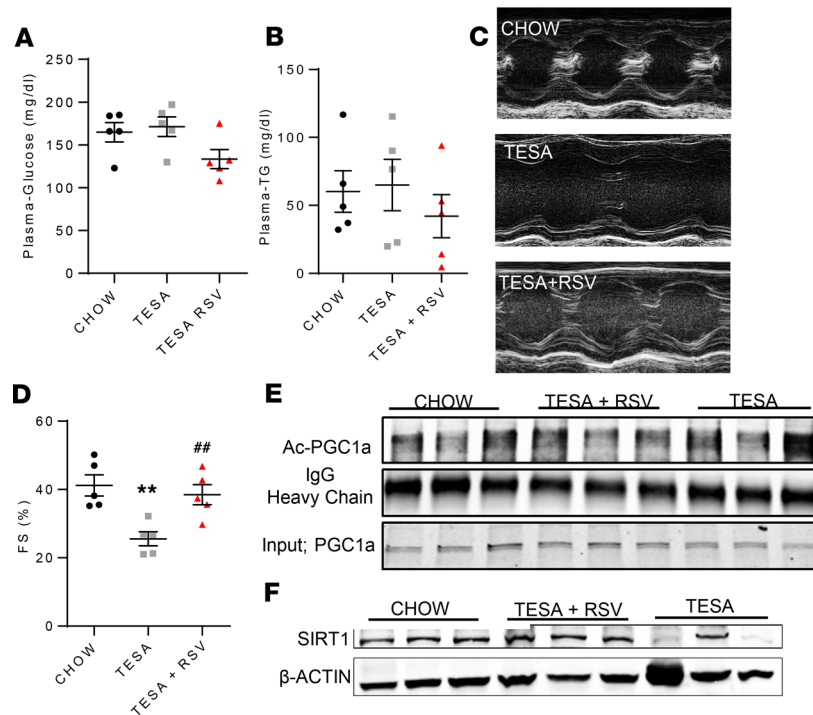 A
Plasma-Glucose (mg/dl)
250
200
150
100
50
0
CHOW
TESA
TESA RSV
B
Plasma-TG (mg/dl)
150
100
50
0
CHOW
TESA
TESA + RSV
C
CHOW
TESA
TESA+RSV
D
FS (%)
60
40
20
0
**
##
CHOW
TESA
TESA + RSV
E
CHOW TESA + RSV TESA
Ac-PGC1a
IgG
Heavy Chain
Input; PGC1a
F
CHOW TESA + RSV TESA
SIRT1
β-ACTIN